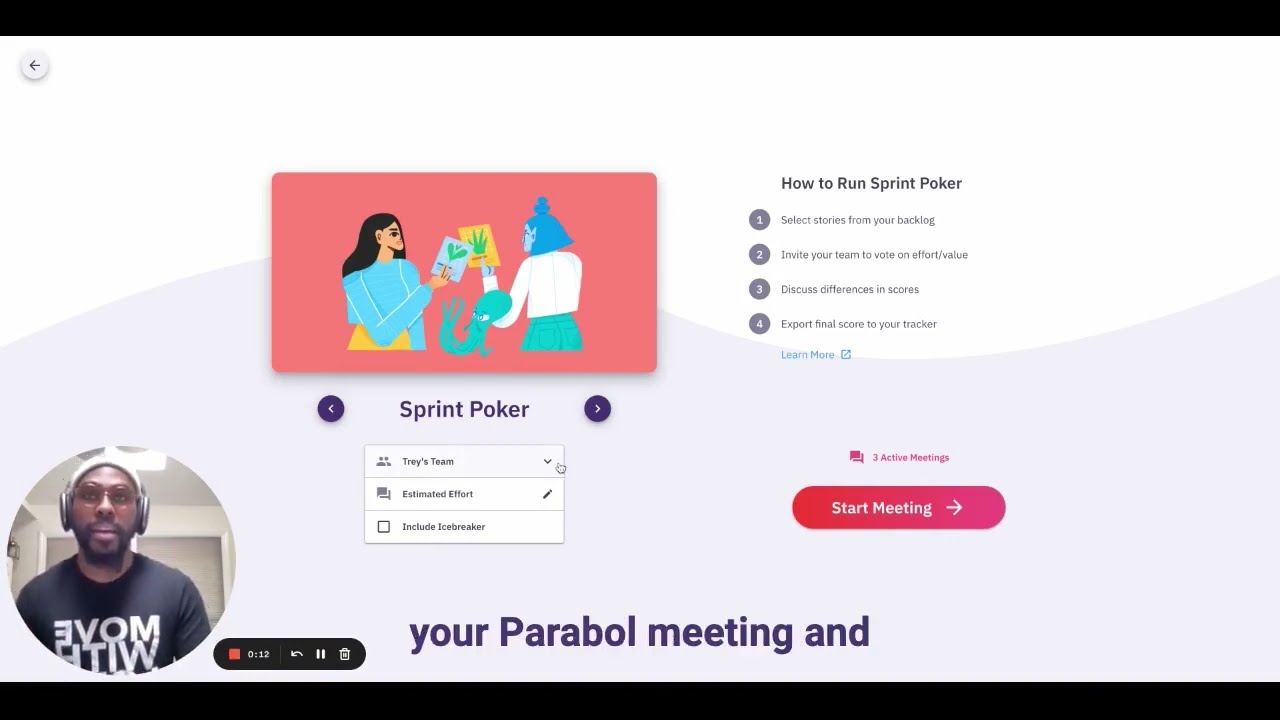 How to Run Sprint Poker
1 Select stories from your backlog
2 Invite your team to vote on effort/value
3 Discuss differences in scores
4 Export final score to your tracker
Learn More
Sprint Poker
Trey's Team
Estimated Effort
Include Icebreaker
3 Active Meetings
Start Meeting
MOVE
WITH
0:12
your Parabol meeting and